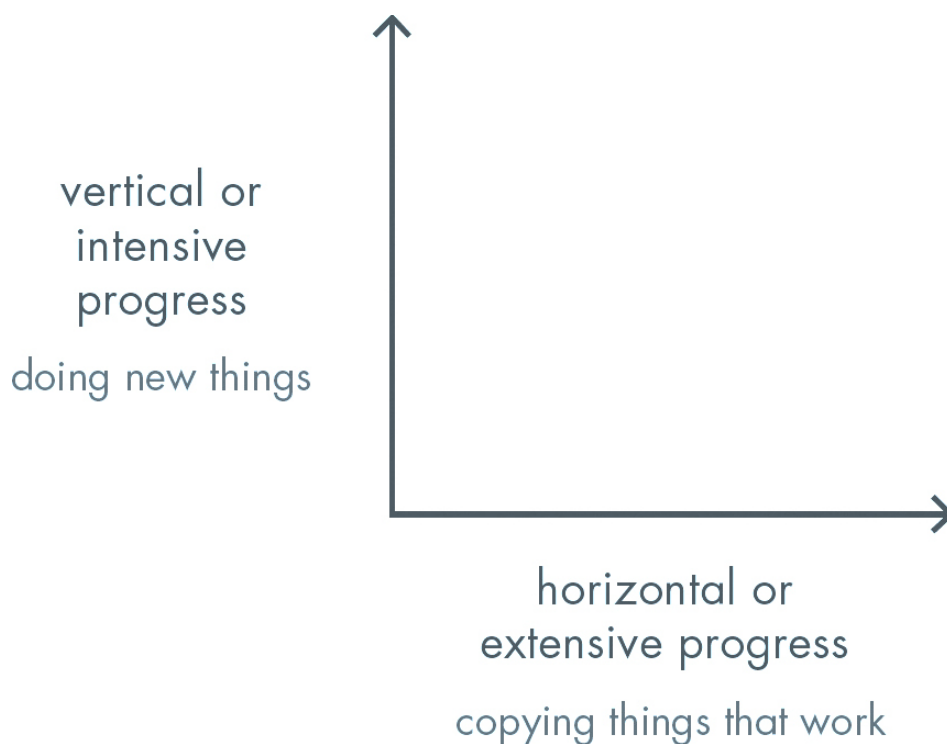 vertical or
intensive
progress
doing new things
horizontal or
extensive progress
copying things that work